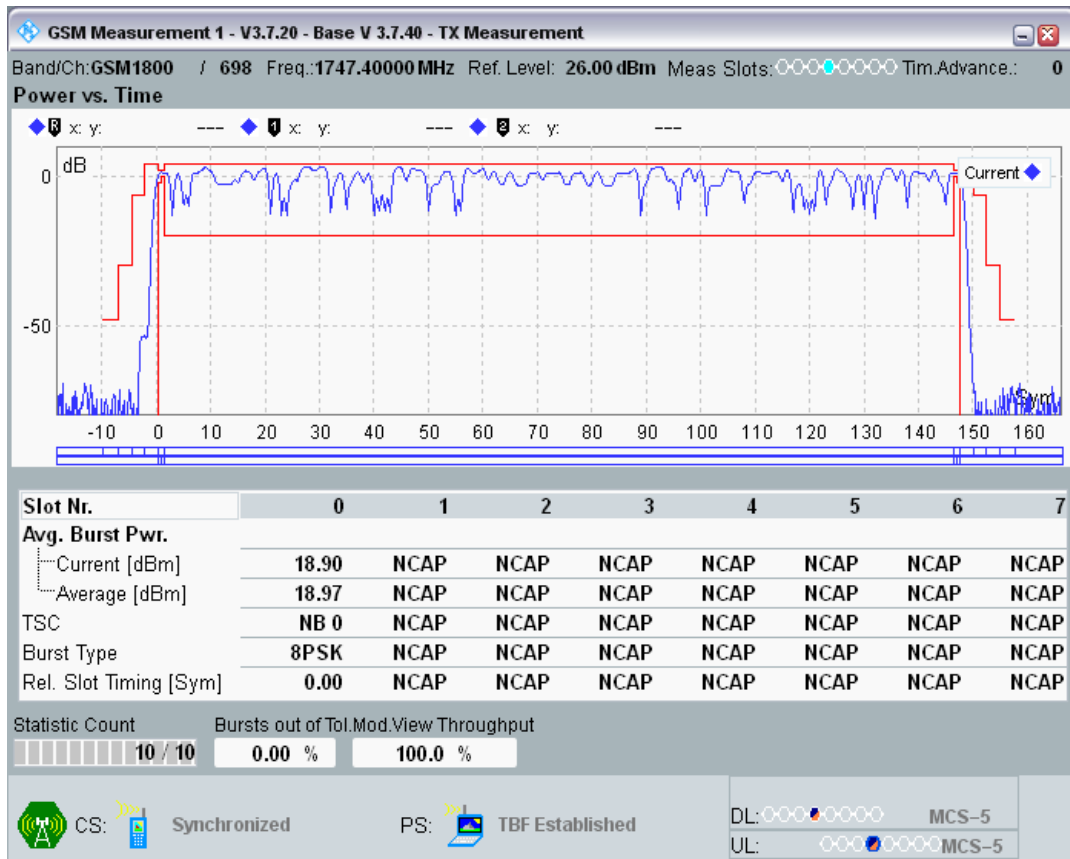 GSM Measurement 1 - V3.7.20 - Base V 3.7.40 - TX Measurement
Band/Ch:GSM1800 / 698 Freq.:1747.40000 MHz Ref. Level: 26.00 dBm Meas Slots: Tim.Advance.: 0
Power vs. Time
R x: y: --- 1 x: y: --- 2 x: y: ---
dB
Current
0
-50
Sym
-10 0 10 20 30 40 50 60 70 80 90 100 110 120 130 140 150 160
Slot Nr. 0 1 2 3 4 5 6 7
Avg. Burst Pwr.
Current [dBm] 18.90 NCAP NCAP NCAP NCAP NCAP NCAP NCAP
Average [dBm] 18.97 NCAP NCAP NCAP NCAP NCAP NCAP NCAP
TSC NB 0 NCAP NCAP NCAP NCAP NCAP NCAP NCAP
Burst Type 8PSK NCAP NCAP NCAP NCAP NCAP NCAP NCAP
Rel. Slot Timing [Sym] 0.00 NCAP NCAP NCAP NCAP NCAP NCAP NCAP
Statistic Count Bursts out of Tol.Mod.View Throughput
10 / 10 0.00 % 100.0 %
CS: Synchronized PS: TBF Established
DL: MCS-5
UL: MCS-5